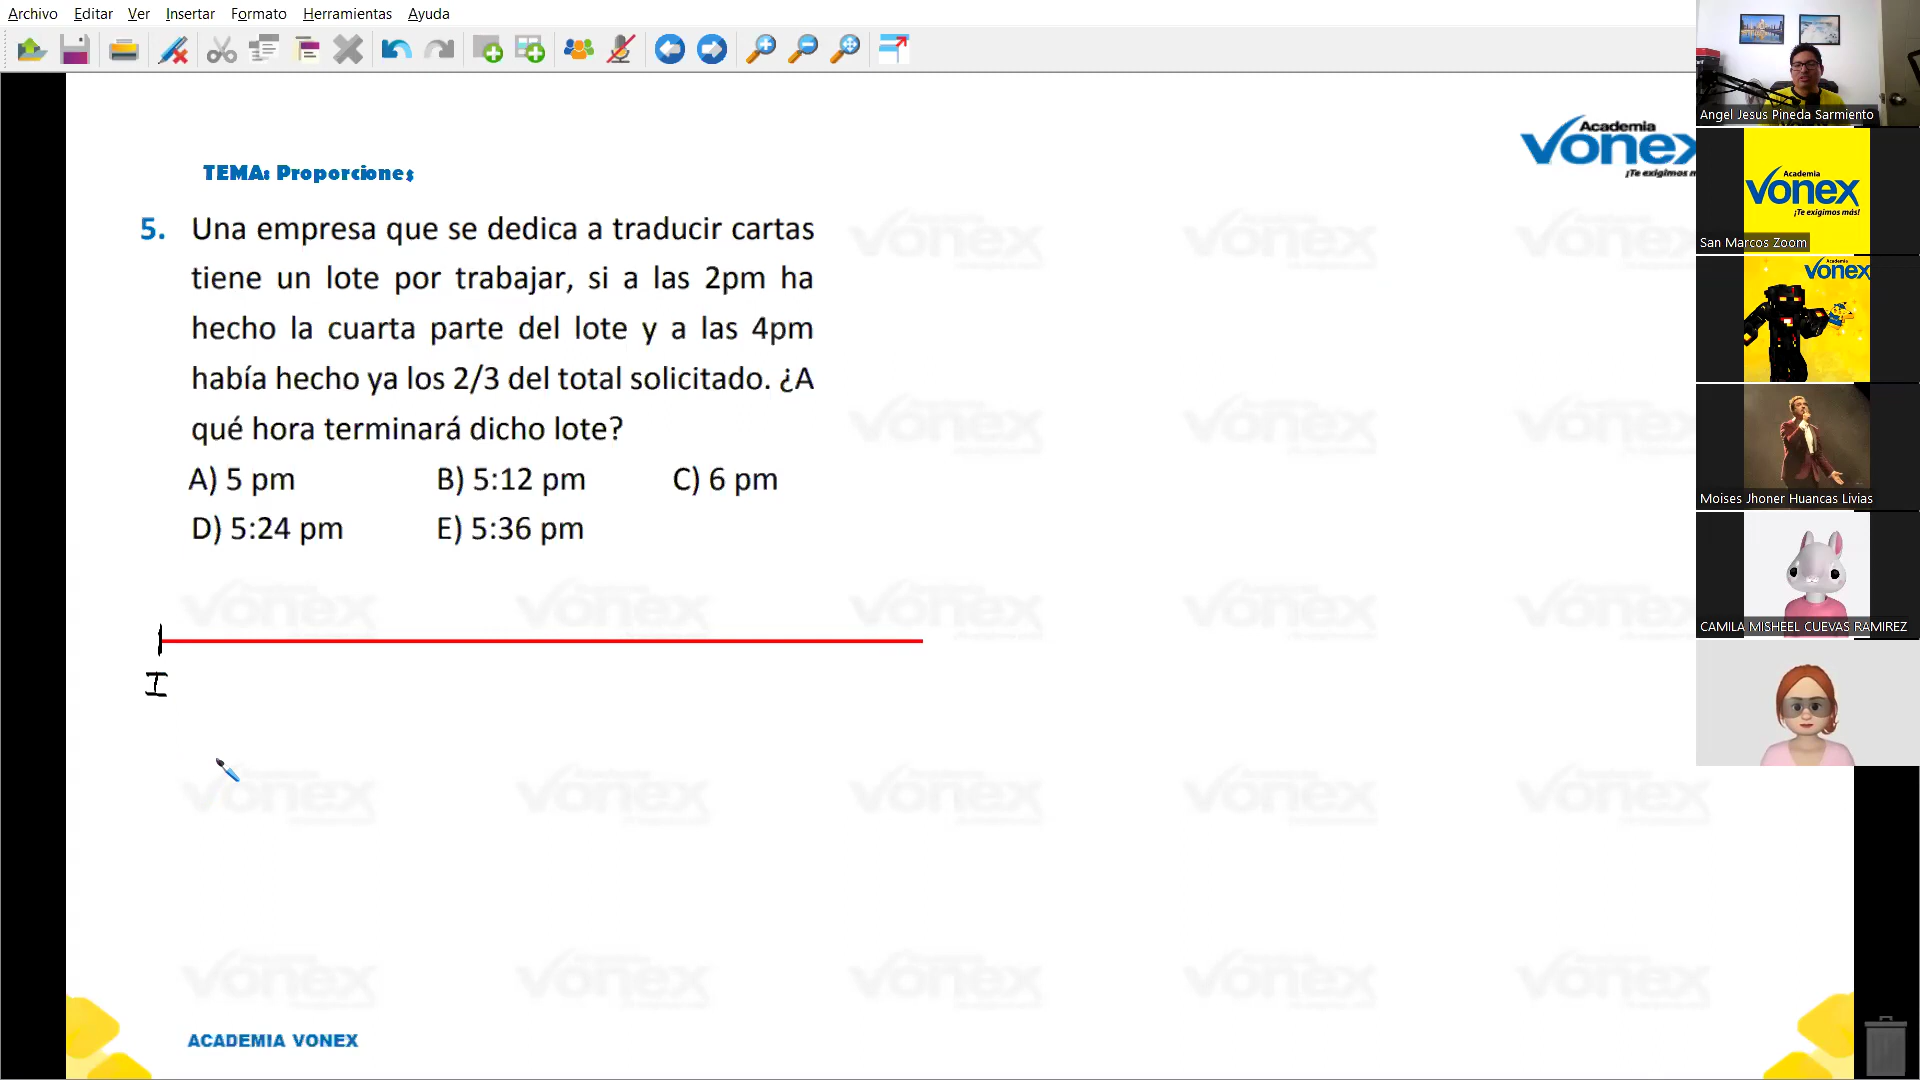 Archivo Editar Ver Insertar Formato Herramientas Ayuda
Academia
vonex
¡Te exigimos m
TEMA: Proporciones
5. Una empresa que se dedica a traducir cartas
tiene un lote por trabajar, si a las 2pm ha
hecho la cuarta parte del lote y a las 4pm
había hecho ya los 2/3 del total solicitado. ¿A
qué hora terminará dicho lote?
A) 5 pm B) 5:12 pm C) 6 pm
D) 5:24 pm E) 5:36 pm
I
ACADEMIA VONEX
Angel Jesus Pineda Sarmiento
Academia
vonex
¡Te exigimos más!
San Marcos Zoom
Academia
vonex
Moises Jhoner Huancas Livias
CAMILA MISHEEL CUEVAS RAMIREZ